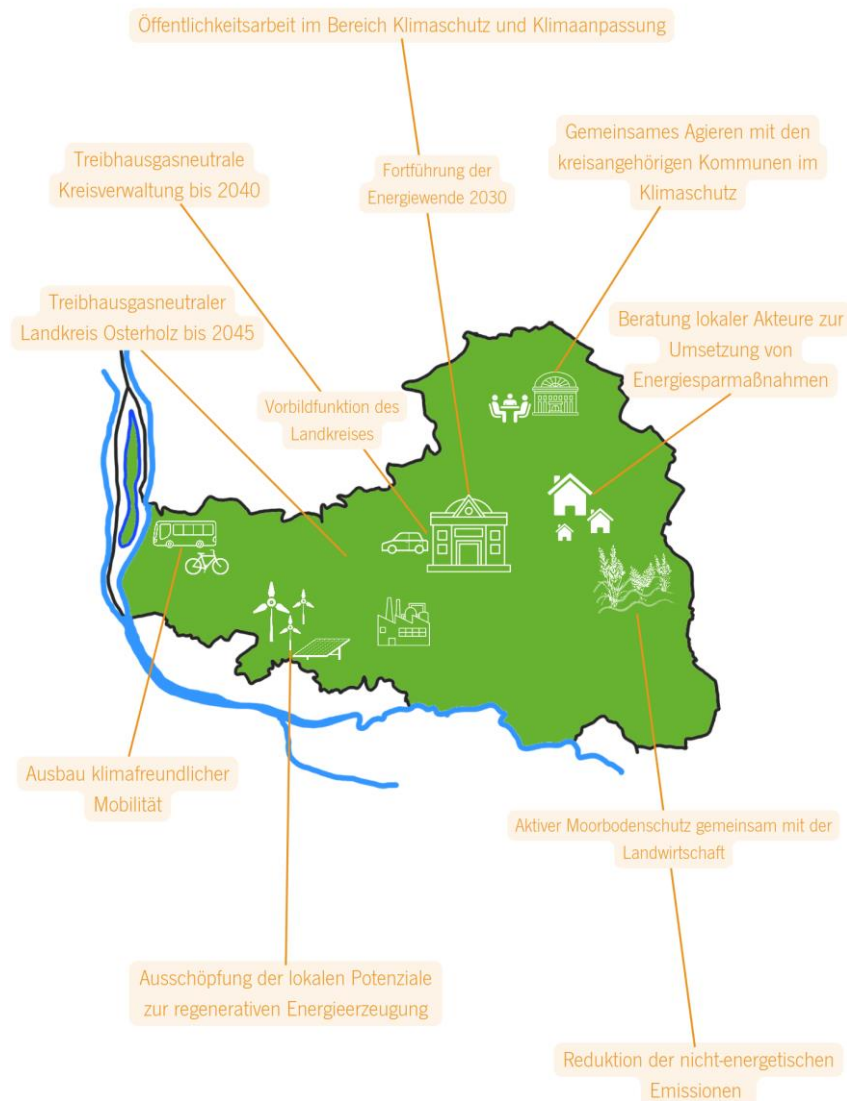 Öffentlichkeitsarbeit im Bereich Klimaschutz und Klimaanpassung
Treibhausgasneutrale
Kreisverwaltung bis 2040
Fortführung der
Energiewende 2030
Gemeinsames Agieren mit den
kreisangehörigen Kommunen im
Klimaschutz
Treibhausgasneutraler
Landkreis Osterholz bis 2045
Beratung lokaler Akteure zur
Umsetzung von
Energiesparmaßnahmen
Vorbildfunktion des
Landkreises
Ausbau klimafreundlicher
Mobilität
Aktiver Moorbodenschutz gemeinsam mit der
Landwirtschaft
Ausschöpfung der lokalen Potenziale
zur regenerativen Energieerzeugung
Reduktion der nicht-energetischen
Emissionen